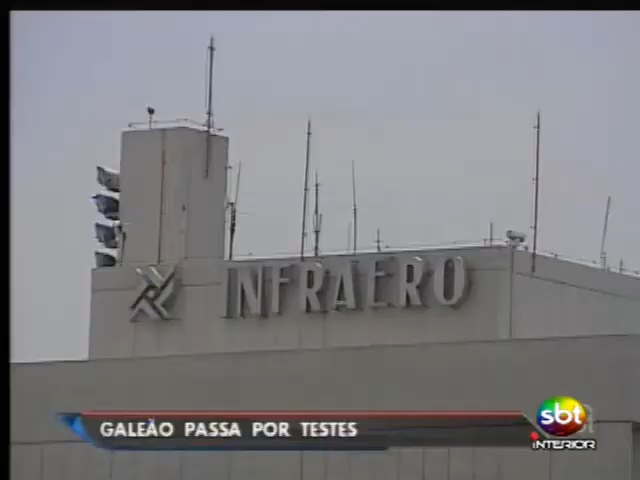 INFRAERO
GALEÃO PASSA POR TESTES
sbt
INTERIOR